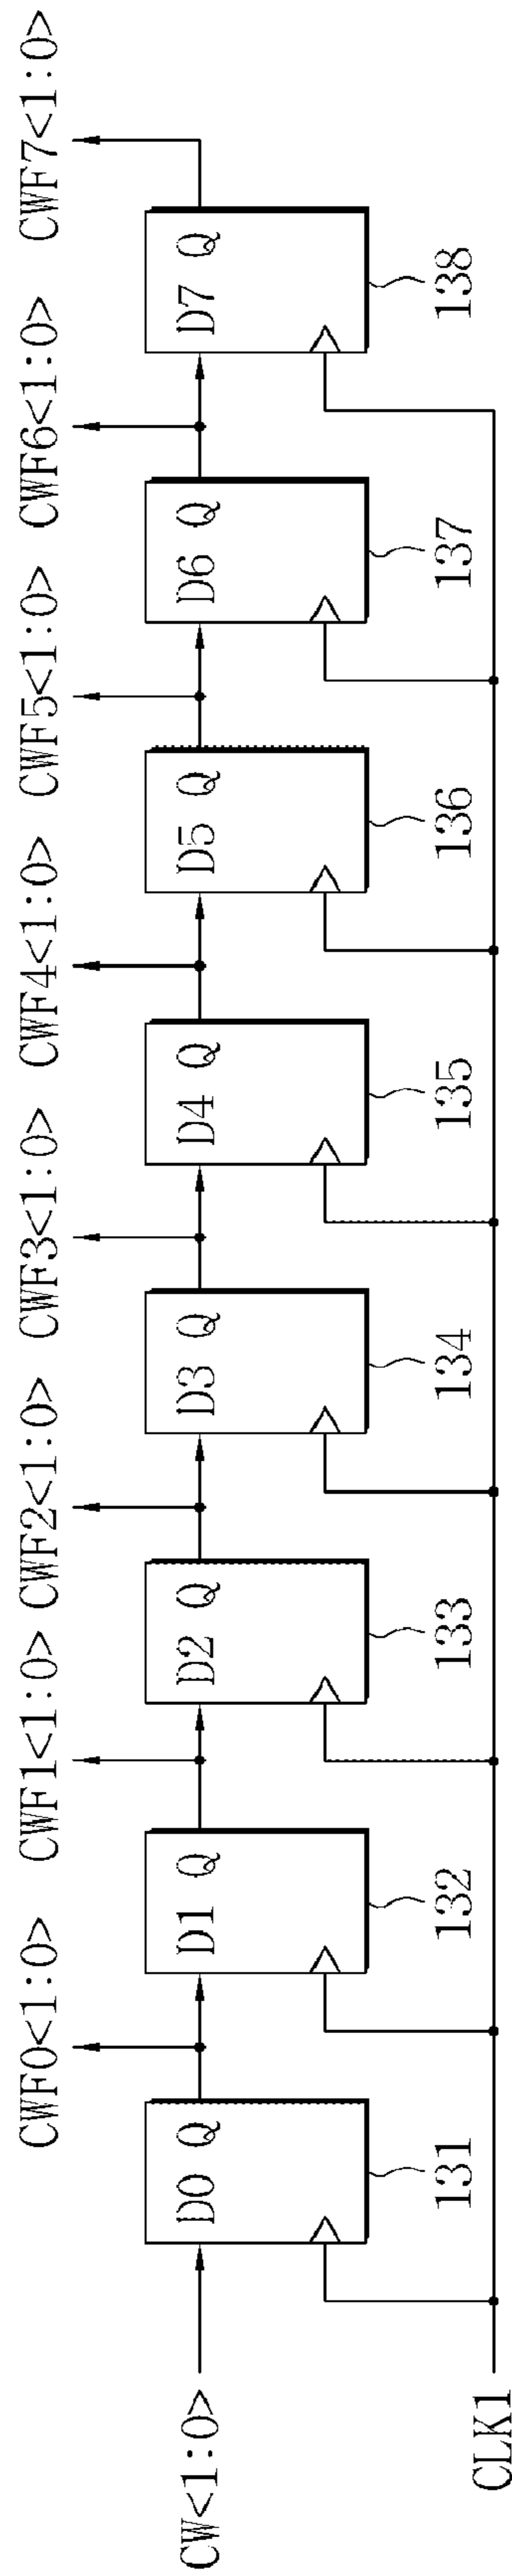 CWF0<1:0>
CWF1<1:0>
CWF2<1:0>
CWF3<1:0>
CWF4<1:0>
CWF5<1:0>
CWF6<1:0>
CWF7<1:0>
CW<1:0>
D0 Q
D1 Q
D2 Q
D3 Q
D4 Q
D5 Q
D6 Q
D7 Q
131
132
133
134
135
136
137
138
CLK1